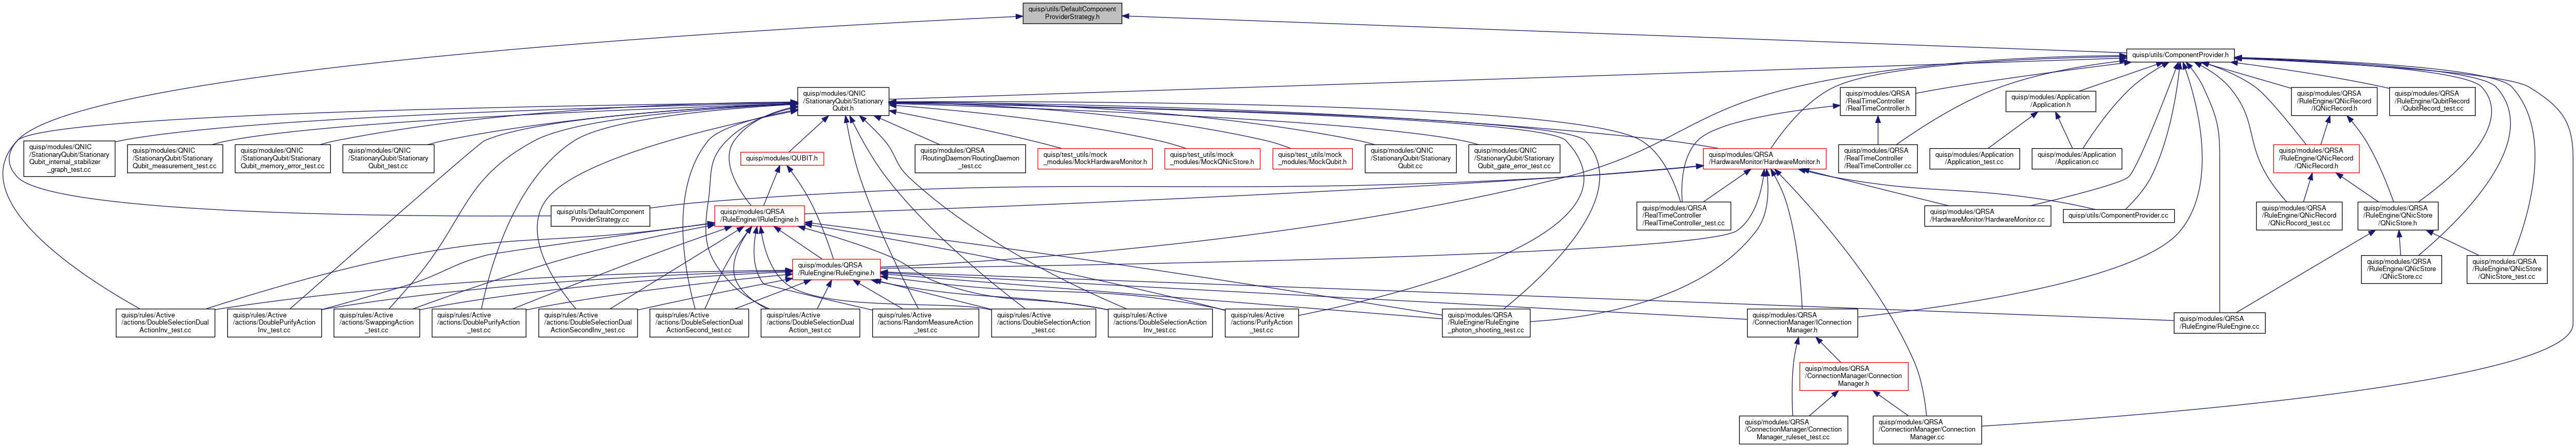 quisp/utils/DefaultComponent
ProviderStrategy.h
quisp/utils/ComponentProvider.h
quisp/modules/QNIC
/StationaryQubit/Stationary
Qubit.h
quisp/modules/QRSA
/RealTimeController
/RealTimeController.h
quisp/modules/Application
/Application.h
quisp/modules/QRSA
/RuleEngine/QNicRecord
/IQNicRecord.h
quisp/modules/QRSA
/RuleEngine/QubitRecord
/QubitRecord_test.cc
quisp/modules/QNIC
/StationaryQubit/Stationary
Qubit_internal_stabilizer
_graph_test.cc
quisp/modules/QNIC
/StationaryQubit/Stationary
Qubit_measurement_test.cc
quisp/modules/QNIC
/StationaryQubit/Stationary
Qubit_memory_error_test.cc
quisp/modules/QNIC
/StationaryQubit/Stationary
Qubit_test.cc
quisp/modules/QUBIT.h
quisp/modules/QRSA
/RoutingDaemon/RoutingDaemon
_test.cc
quisp/test_utils/mock
_modules/MockHardwareMonitor.h
quisp/test_utils/mock
_modules/MockQNicStore.h
quisp/test_utils/mock
_modules/MockQubit.h
quisp/modules/QNIC
/StationaryQubit/Stationary
Qubit.cc
quisp/modules/QNIC
/StationaryQubit/Stationary
Qubit_gate_error_test.cc
quisp/modules/QRSA
/HardwareMonitor/HardwareMonitor.h
quisp/modules/QRSA
/RealTimeController
/RealTimeController.cc
quisp/modules/Application
/Application_test.cc
quisp/modules/Application
/Application.cc
quisp/modules/QRSA
/RuleEngine/QNicRecord
/QNicRecord.h
quisp/utils/DefaultComponent
ProviderStrategy.cc
quisp/modules/QRSA
/RuleEngine/IRuleEngine.h
quisp/modules/QRSA
/RealTimeController
/RealTimeController_test.cc
quisp/modules/QRSA
/HardwareMonitor/HardwareMonitor.cc
quisp/utils/ComponentProvider.cc
quisp/modules/QRSA
/RuleEngine/QNicRecord
/QNicRocord_test.cc
quisp/modules/QRSA
/RuleEngine/QNicStore
/QNicStore.h
quisp/modules/QRSA
/RuleEngine/RuleEngine.h
quisp/modules/QRSA
/RuleEngine/QNicStore
/QNicStore.cc
quisp/modules/QRSA
/RuleEngine/QNicStore
/QNicStore_test.cc
quisp/rules/Active
/actions/DoubleSelectionDual
ActionInv_test.cc
quisp/rules/Active
/actions/DoublePurifyAction
Inv_test.cc
quisp/rules/Active
/actions/SwappingAction
_test.cc
quisp/rules/Active
/actions/DoublePurifyAction
_test.cc
quisp/rules/Active
/actions/DoubleSelectionDual
ActionSecondInv_test.cc
quisp/rules/Active
/actions/DoubleSelectionDual
ActionSecond_test.cc
quisp/rules/Active
/actions/DoubleSelectionDual
Action_test.cc
quisp/rules/Active
/actions/RandomMeasureAction
_test.cc
quisp/rules/Active
/actions/DoubleSelectionAction
_test.cc
quisp/rules/Active
/actions/DoubleSelectionAction
Inv_test.cc
quisp/rules/Active
/actions/PurifyAction
_test.cc
quisp/modules/QRSA
/RuleEngine/RuleEngine
_photon_shooting_test.cc
quisp/modules/QRSA
/ConnectionManager/IConnection
Manager.h
quisp/modules/QRSA
/RuleEngine/RuleEngine.cc
quisp/modules/QRSA
/ConnectionManager/Connection
Manager.h
quisp/modules/QRSA
/ConnectionManager/Connection
Manager_ruleset_test.cc
quisp/modules/QRSA
/ConnectionManager/Connection
Manager.cc